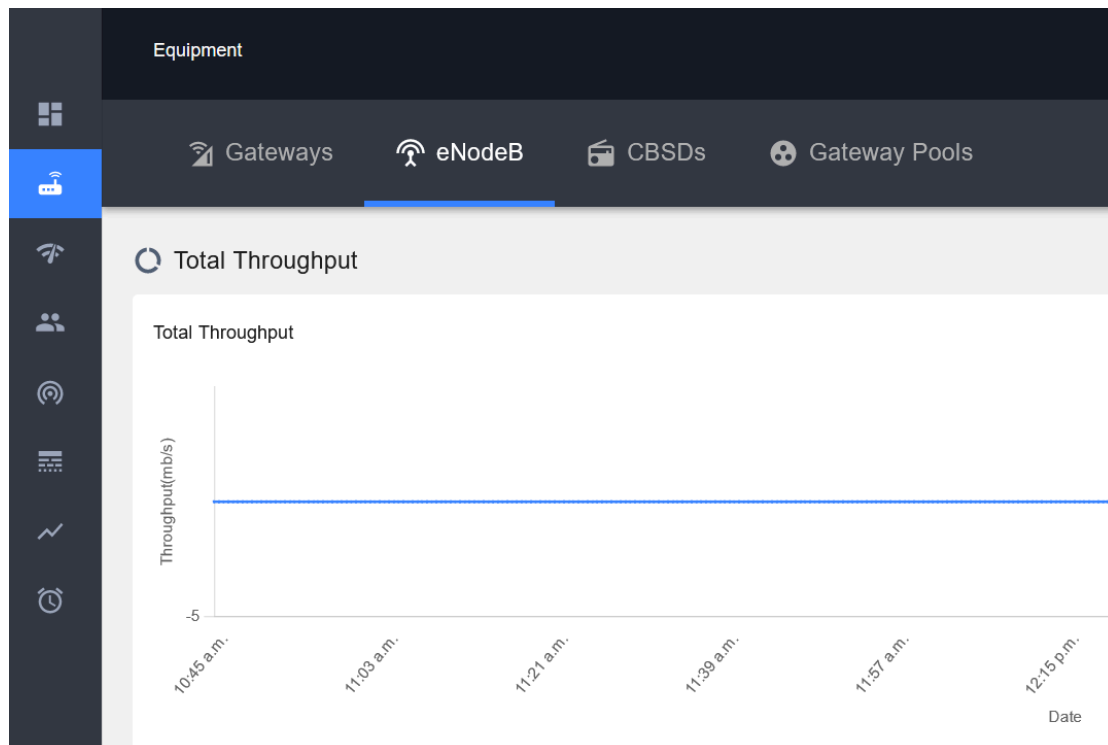 Equipment
Gateways eNodeB CBSDs Gateway Pools
Total Throughput
Total Throughput
Throughput(mb/s)
-5
10:45 a.m. 11:03 a.m. 11:21 a.m. 11:39 a.m. 11:57 a.m. 12:15 p.m.
Date